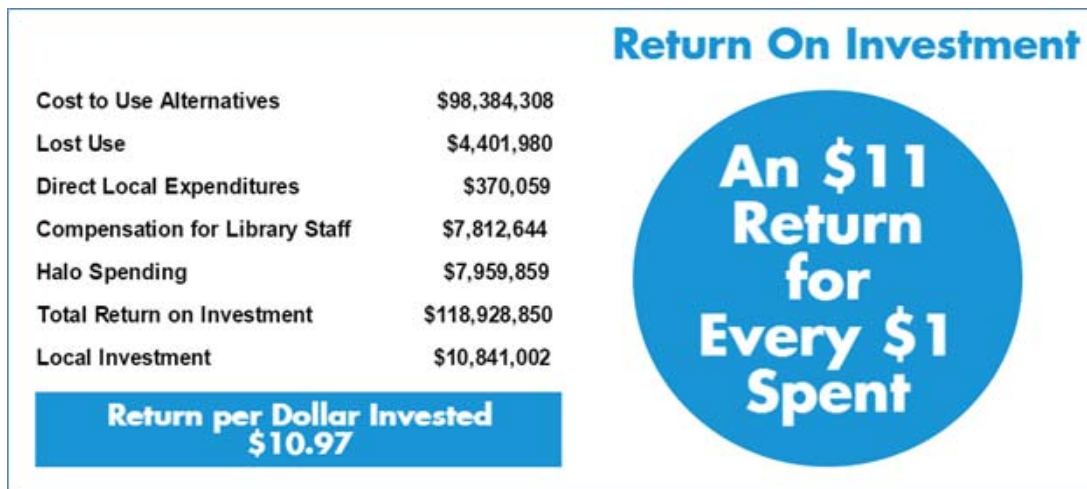 Return On Investment
Cost to Use Alternatives $98,384,308
Lost Use $4,401,980
Direct Local Expenditures $370,059
Compensation for Library Staff $7,812,644
Halo Spending $7,959,859
Total Return on Investment $118,928,850
Local Investment $10,841,002
Return per Dollar Invested
$10.97
An $11
Return
for
Every $1
Spent